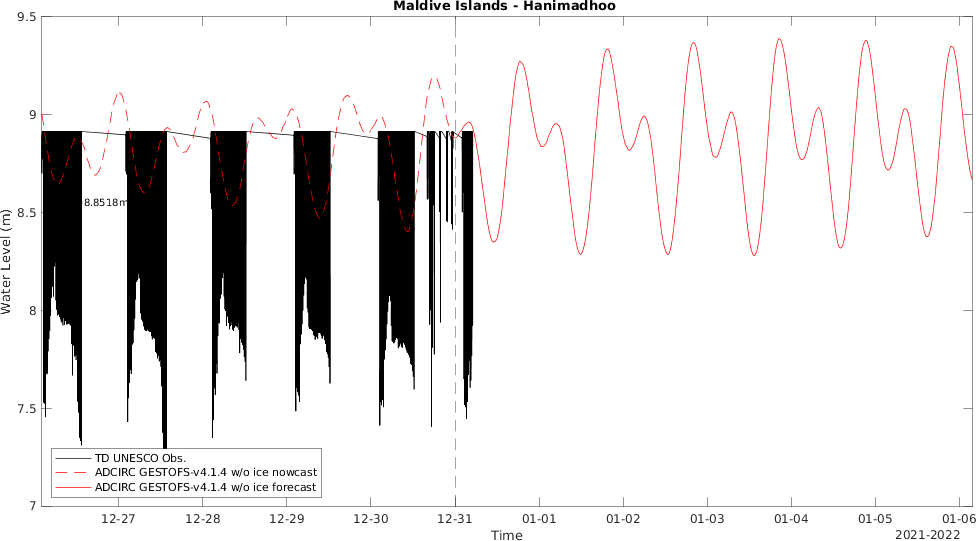 Maldive Islands - Hanimadhoo
9.5
9
8.5
8
7.5
7
Water Level (m)
8.8518m
TD UNESCO Obs.
ADCIRC GESTOFS-v4.1.4 w/o ice nowcast
ADCIRC GESTOFS-v4.1.4 w/o ice forecast
12-27 12-28 12-29 12-30 12-31 01-01 01-02 01-03 01-04 01-05 01-06
Time
2021-2022